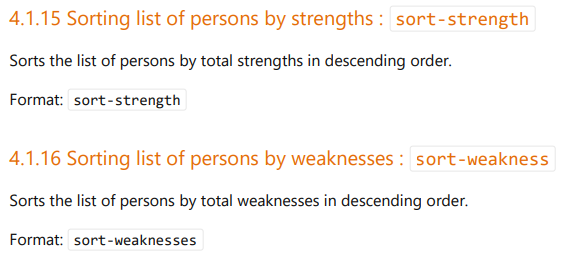 4.1.15 Sorting list of persons by strengths : sort-strength
Sorts the list of persons by total strengths in descending order.
Format: sort-strength
4.1.16 Sorting list of persons by weaknesses : sort-weakness
Sorts the list of persons by total weaknesses in descending order.
Format: sort-weaknesses